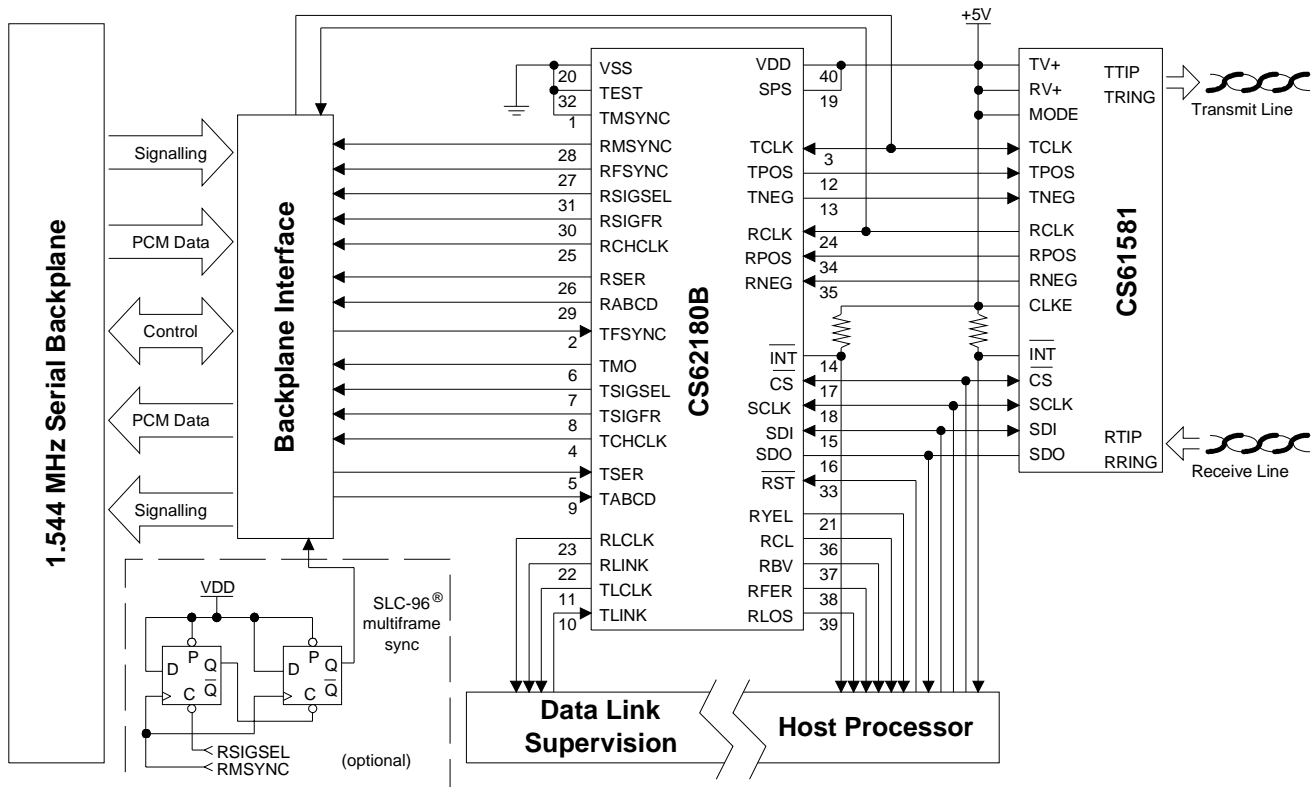 1.544 MHz Serial Backplane
Signalling
PCM Data
Control
PCM Data
Signalling
Backplane Interface
CS62180B
VSS
20
TEST
32
TMSYNC
1
RMSYNC
28
RFSYNC
27
RSIGSEL
31
RSIGFR
30
RCHCLK
25
RSER
26
RABCD
29
TFSYNC
2
TMO
6
TSIGSEL
7
TSIGFR
8
TCHCLK
4
TSER
5
TABCD
9
RLCLK
23
RLINK
22
TLCLK
11
TLINK
10
VDD
40
SPS
19
TCLK
3
TPOS
12
TNEG
13
RCLK
24
RPOS
34
RNEG
35
INT
14
CS
17
SCLK
18
SDI
15
SDO
16
RST
33
RYEL
21
RCL
36
RBV
37
RFER
38
RLOS
39
+5V
CS61581
TV+
RV+
MODE
TCLK
TPOS
TNEG
RCLK
RPOS
RNEG
CLKE
INT
CS
SCLK
SDI
SDO
TTIP
TRING
Transmit Line
RTIP
RRING
Receive Line
VDD
SLC-96®
multiframe
sync
D
P
Q
C
Q
D
P
Q
C
Q
RSIGSEL
RMSYNC
(optional)
Data Link
Supervision
Host Processor